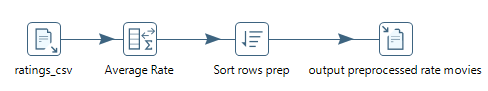 ratings_csv
Average Rate
Sort rows prep
output preprocessed rate movies